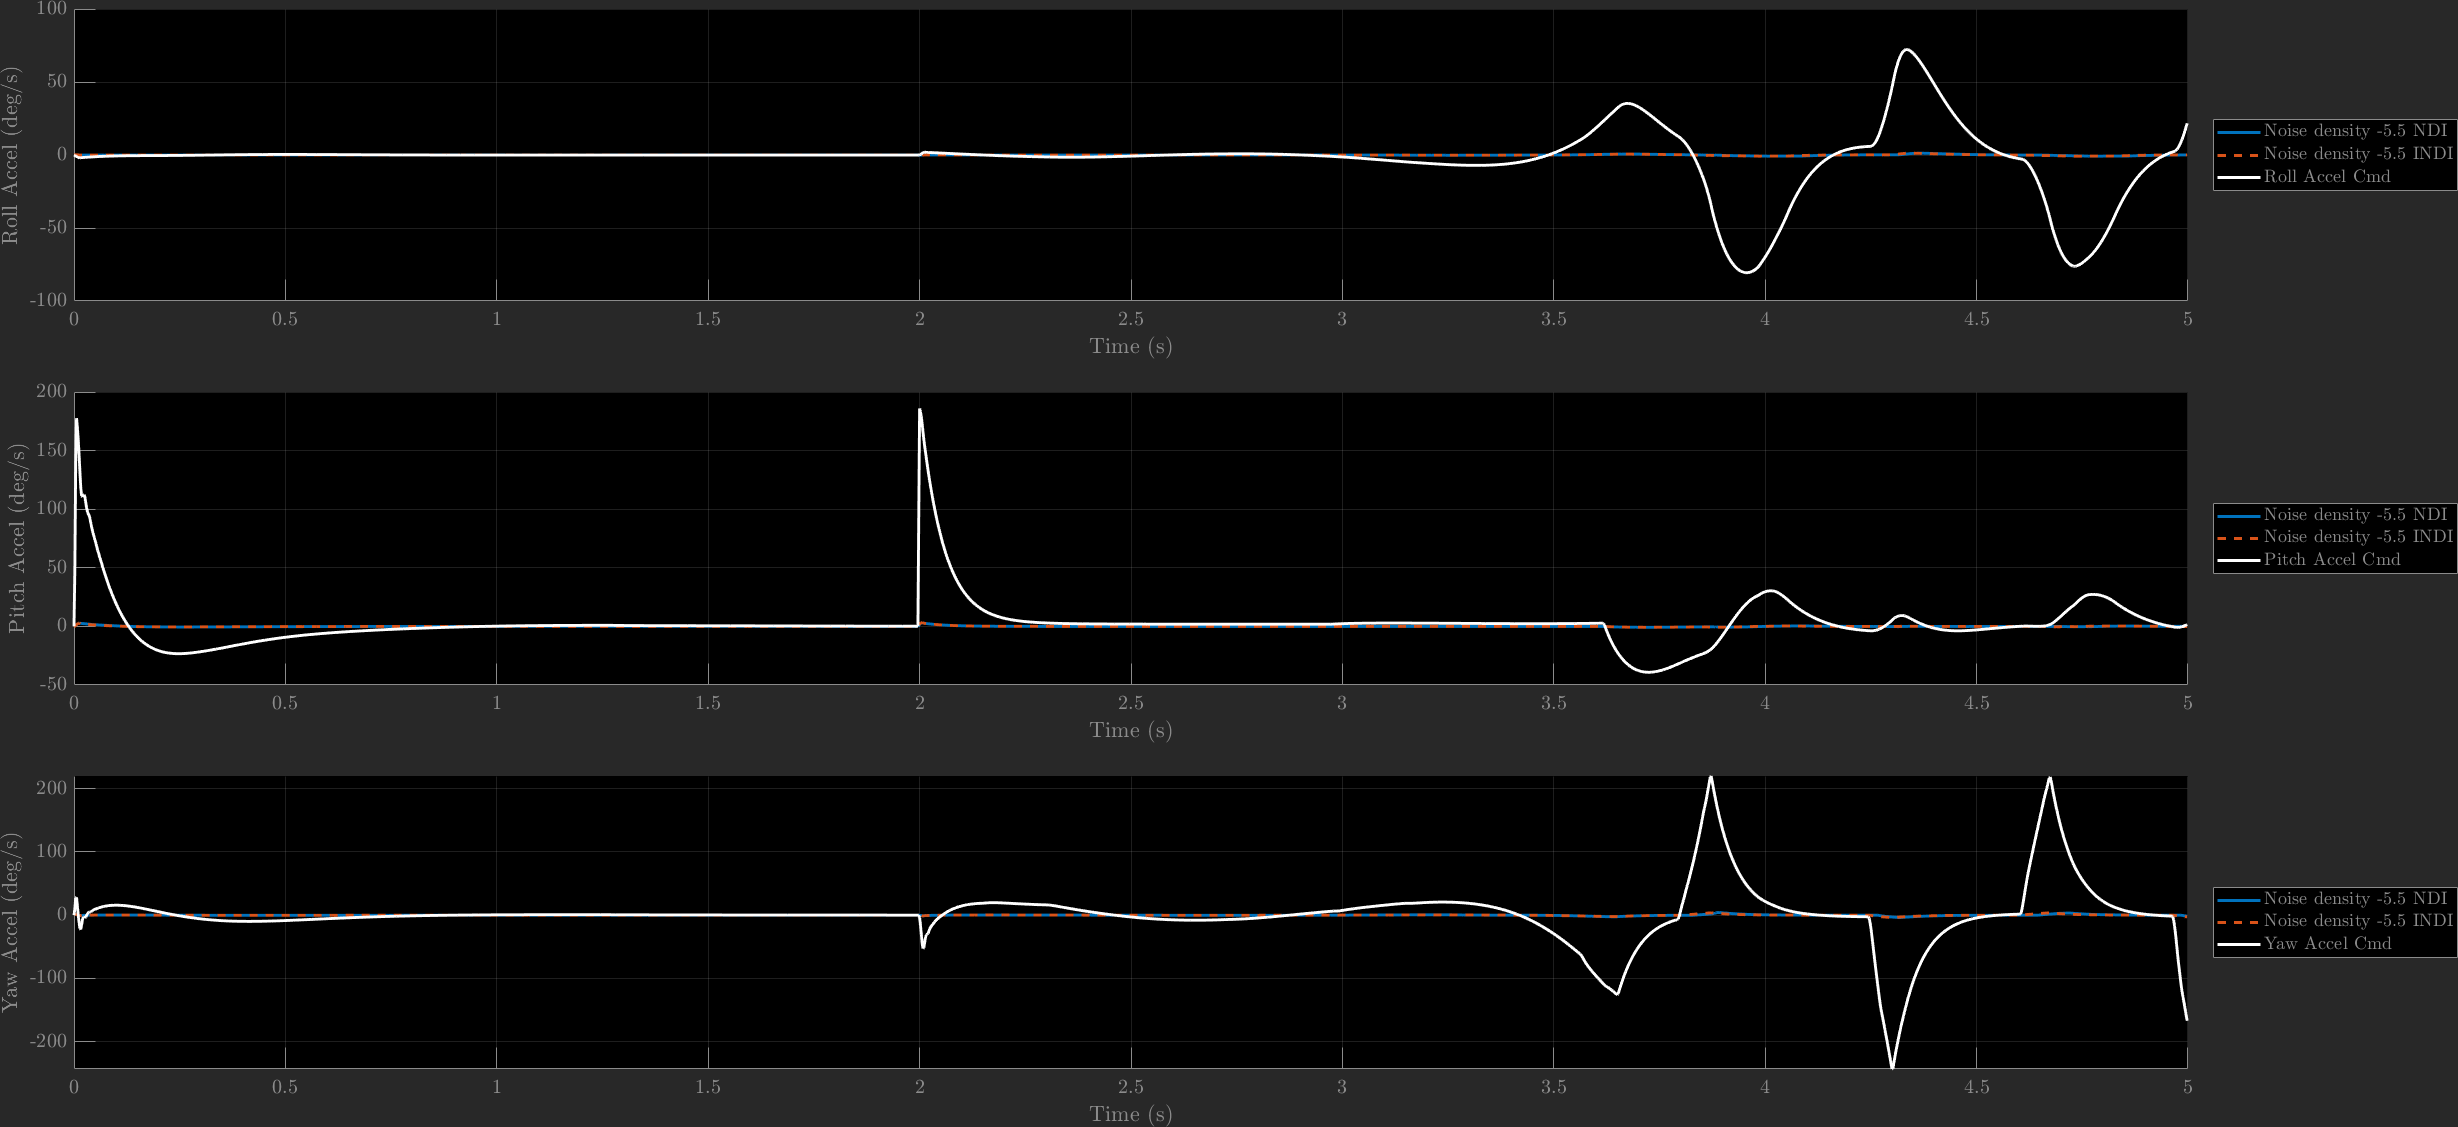 100
50
0
-50
-100
Roll Accel (deg/s)
0 0.5 1 1.5 2 2.5 3 3.5 4 4.5 5
Time (s)
Noise density -5.5 NDI
Noise density -5.5 INDI
Roll Accel Cmd
200
150
100
50
0
-50
Pitch Accel (deg/s)
0 0.5 1 1.5 2 2.5 3 3.5 4 4.5 5
Time (s)
Noise density -5.5 NDI
Noise density -5.5 INDI
Pitch Accel Cmd
200
100
0
-100
-200
Yaw Accel (deg/s)
0 0.5 1 1.5 2 2.5 3 3.5 4 4.5 5
Time (s)
Noise density -5.5 NDI
Noise density -5.5 INDI
Yaw Accel Cmd